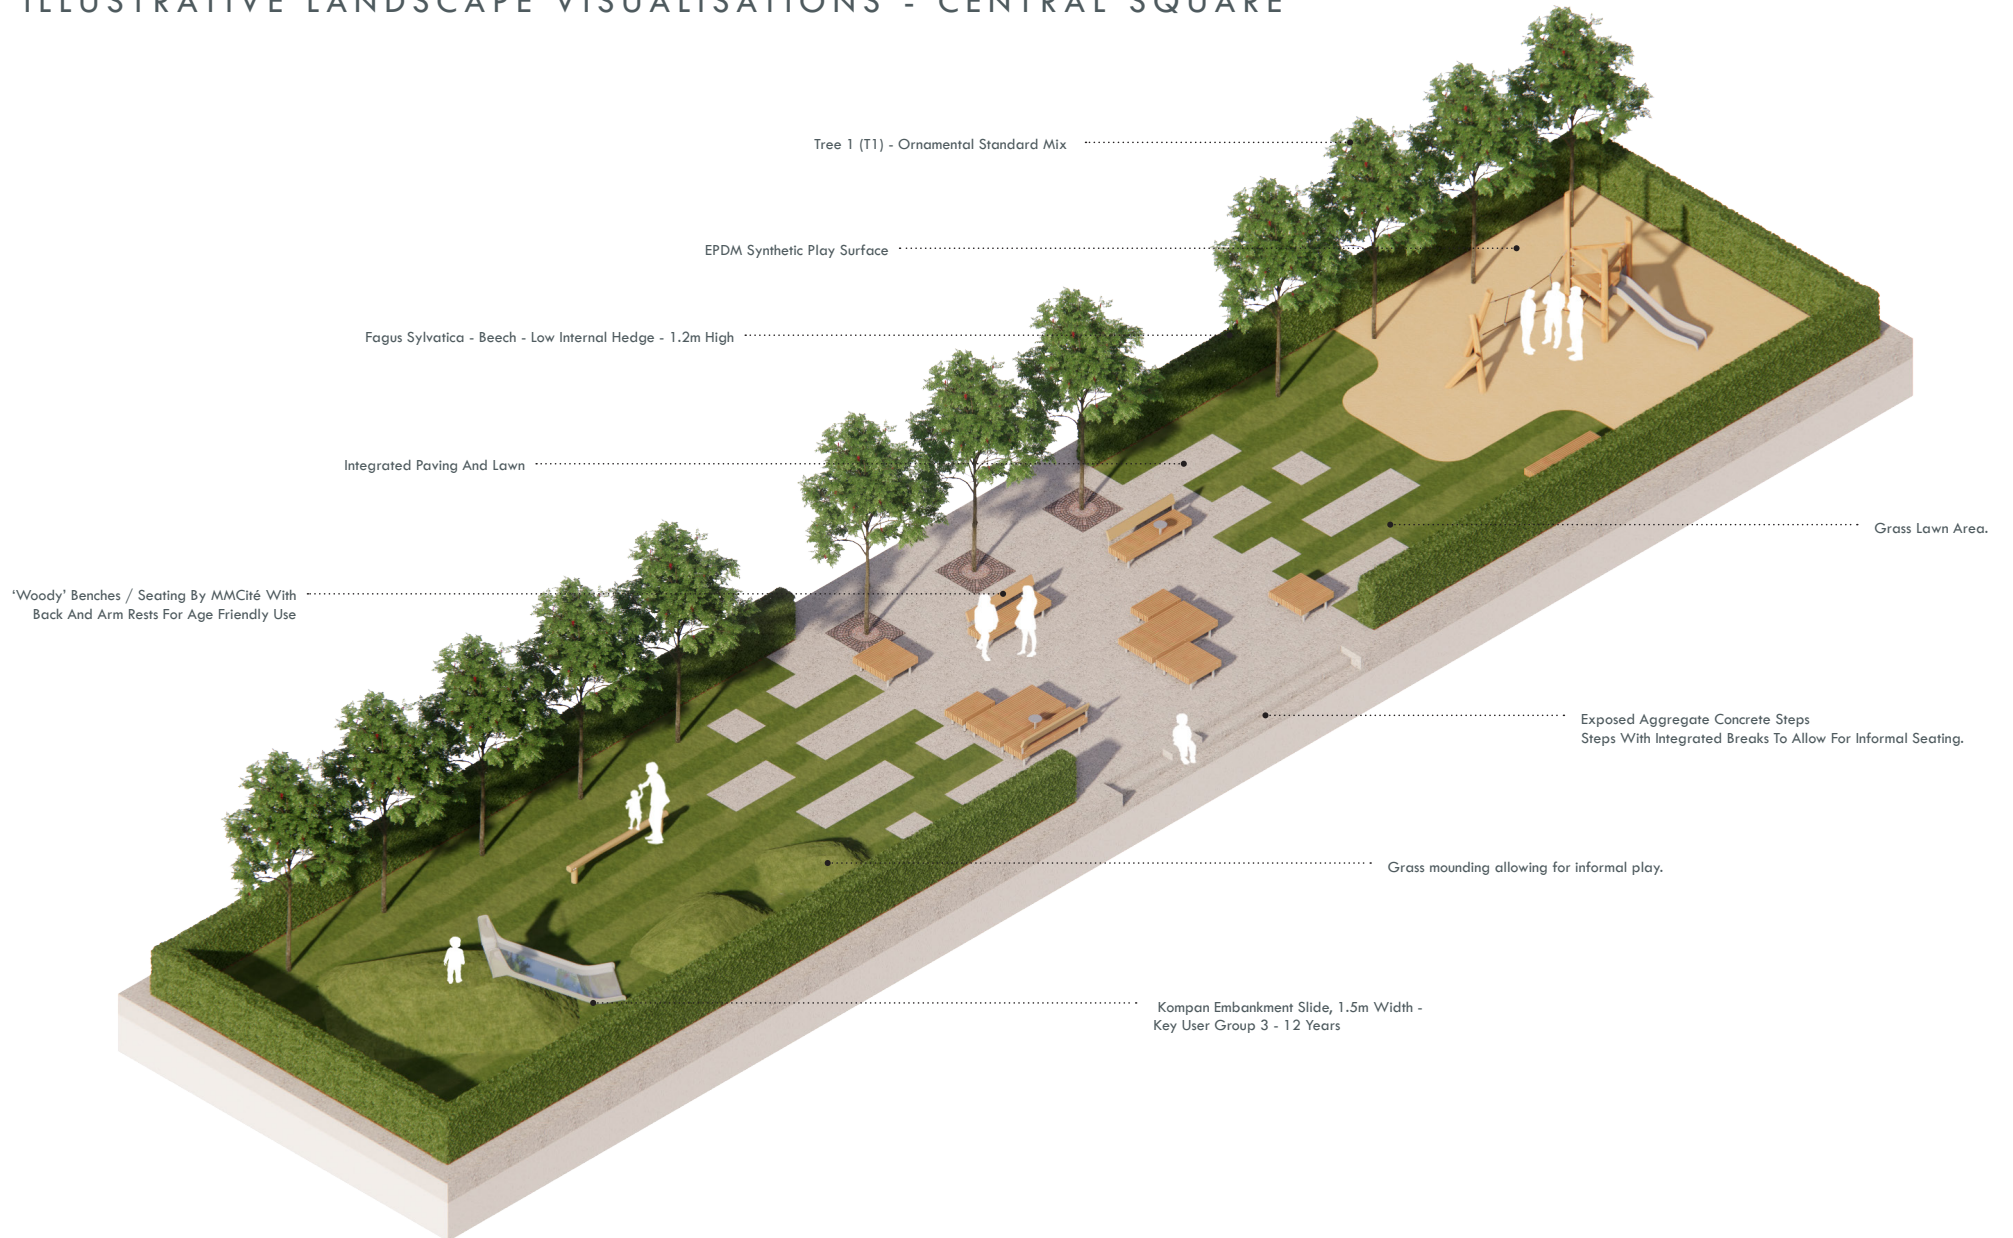 ILLUSTRATIVE LANDSCAPE VISUALISATIONS - CENTRAL SQUARE
Tree 1 (T1) - Ornamental Standard Mix
EPDM Synthetic Play Surface
Fagus Sylvatica - Beech - Low Internal Hedge - 1.2m High
Integrated Paving And Lawn
Grass Lawn Area.
'Woody' Benches / Seating By MMCité With
Back And Arm Rests For Age Friendly Use
Exposed Aggregate Concrete Steps
Steps With Integrated Breaks To Allow For Informal Seating.
Grass mounding allowing for informal play.
Kompan Embankment Slide, 1.5m Width -
Key User Group 3 - 12 Years